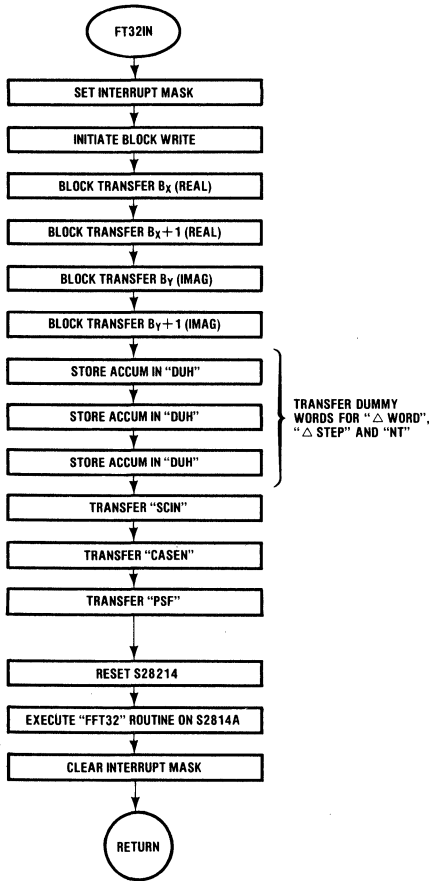 FT32IN
SET INTERRUPT MASK
INITIATE BLOCK WRITE
BLOCK TRANSFER BX (REAL)
BLOCK TRANSFER BX+1 (REAL)
BLOCK TRANSFER BY (IMAG)
BLOCK TRANSFER BY+1 (IMAG)
STORE ACCUM IN "DUH"
STORE ACCUM IN "DUH"
STORE ACCUM IN "DUH"
TRANSFER DUMMY
WORDS FOR "△ WORD",
"△ STEP" AND "NT"
TRANSFER "SCIN"
TRANSFER "CASEN"
TRANSFER "PSF"
RESET S28214
EXECUTE "FFT32" ROUTINE ON S2814A
CLEAR INTERRUPT MASK
RETURN